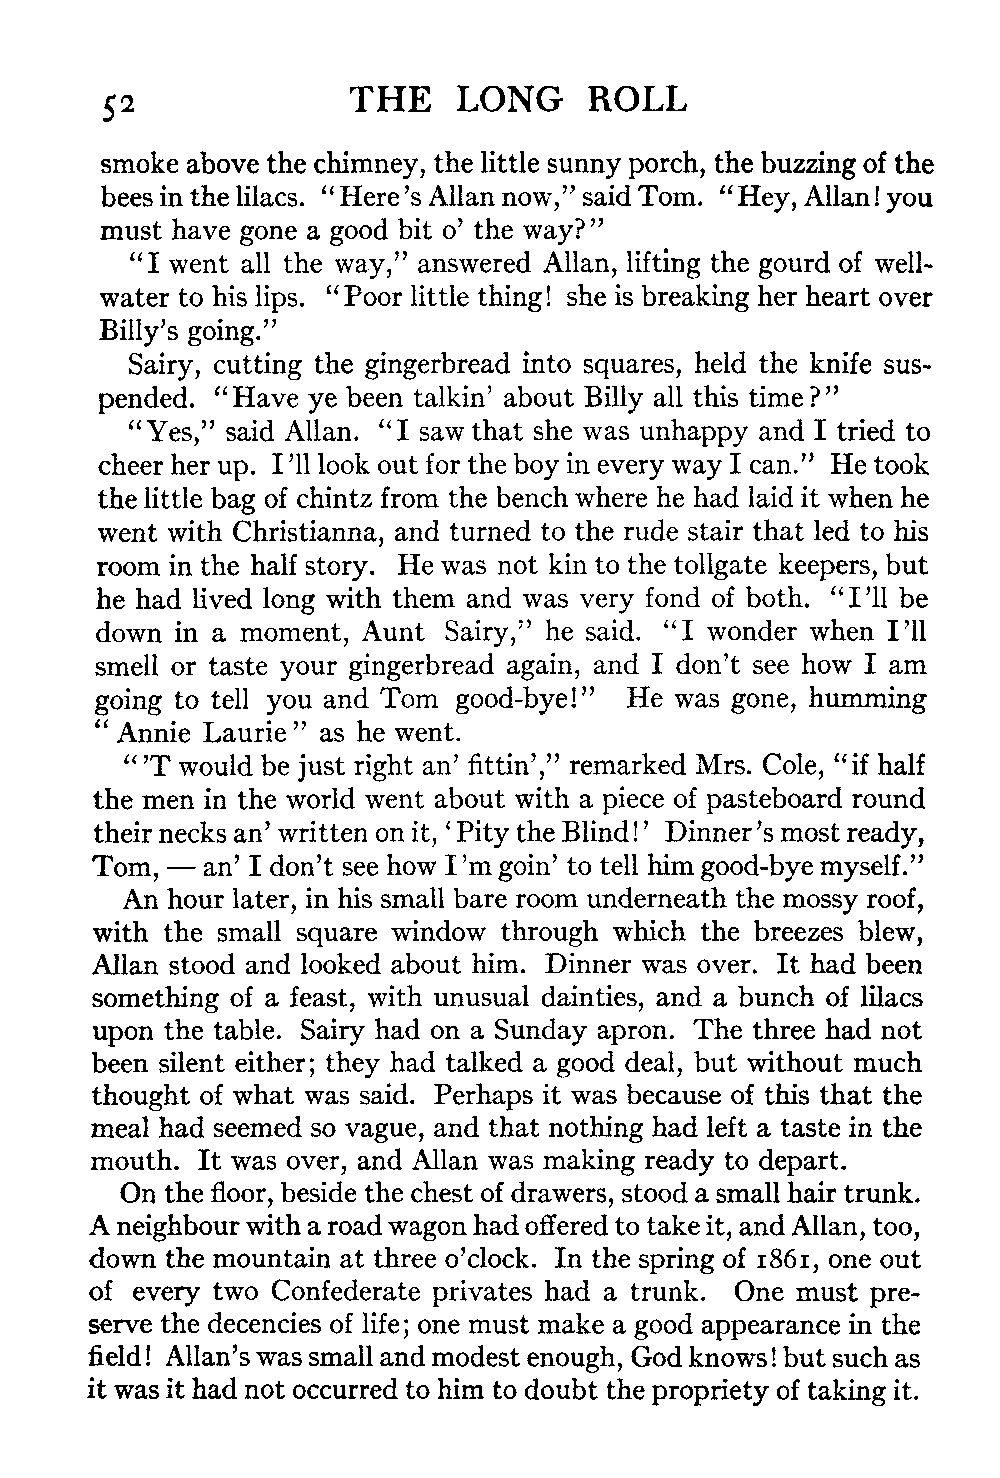 52 THE LONG ROLL
smoke above the chimney, the little sunny porch, the buzzing of the
bees in the lilacs. "Here's Allan now," said Tom. "Hey, Allan! you
must have gone a good bit o' the way?"
"I went all the way," answered Allan, lifting the gourd of well-
water to his lips. "Poor little thing! she is breaking her heart over
Billy's going."
Sairy, cutting the gingerbread into squares, held the knife sus-
pended. "Have ye been talkin' about Billy all this time?"
"Yes," said Allan. "I saw that she was unhappy and I tried to
cheer her up. I'll look out for the boy in every way I can." He took
the little bag of chintz from the bench where he had laid it when he
went with Christianna, and turned to the rude stair that led to his
room in the half story. He was not kin to the tollgate keepers, but
he had lived long with them and was very fond of both. "I'll be
down in a moment, Aunt Sairy," he said. "I wonder when I'll
smell or taste your gingerbread again, and I don't see how I am
going to tell you and Tom good-bye!" He was gone, humming
"Annie Laurie" as he went.
"'T would be just right an' fittin'," remarked Mrs. Cole, "if half
the men in the world went about with a piece of pasteboard round
their necks an' written on it, 'Pity the Blind!' Dinner's most ready,
Tom, — an' I don't see how I'm goin' to tell him good-bye myself."
An hour later, in his small bare room underneath the mossy roof,
with the small square window through which the breezes blew,
Allan stood and looked about him. Dinner was over. It had been
something of a feast, with unusual dainties, and a bunch of lilacs
upon the table. Sairy had on a Sunday apron. The three had not
been silent either; they had talked a good deal, but without much
thought of what was said. Perhaps it was because of this that the
meal had seemed so vague, and that nothing had left a taste in the
mouth. It was over, and Allan was making ready to depart.
On the floor, beside the chest of drawers, stood a small hair trunk.
A neighbour with a road wagon had offered to take it, and Allan, too,
down the mountain at three o'clock. In the spring of 1861, one out
of every two Confederate privates had a trunk. One must pre-
serve the decencies of life; one must make a good appearance in the
field! Allan's was small and modest enough, God knows! but such as
it was it had not occurred to him to doubt the propriety of taking it.